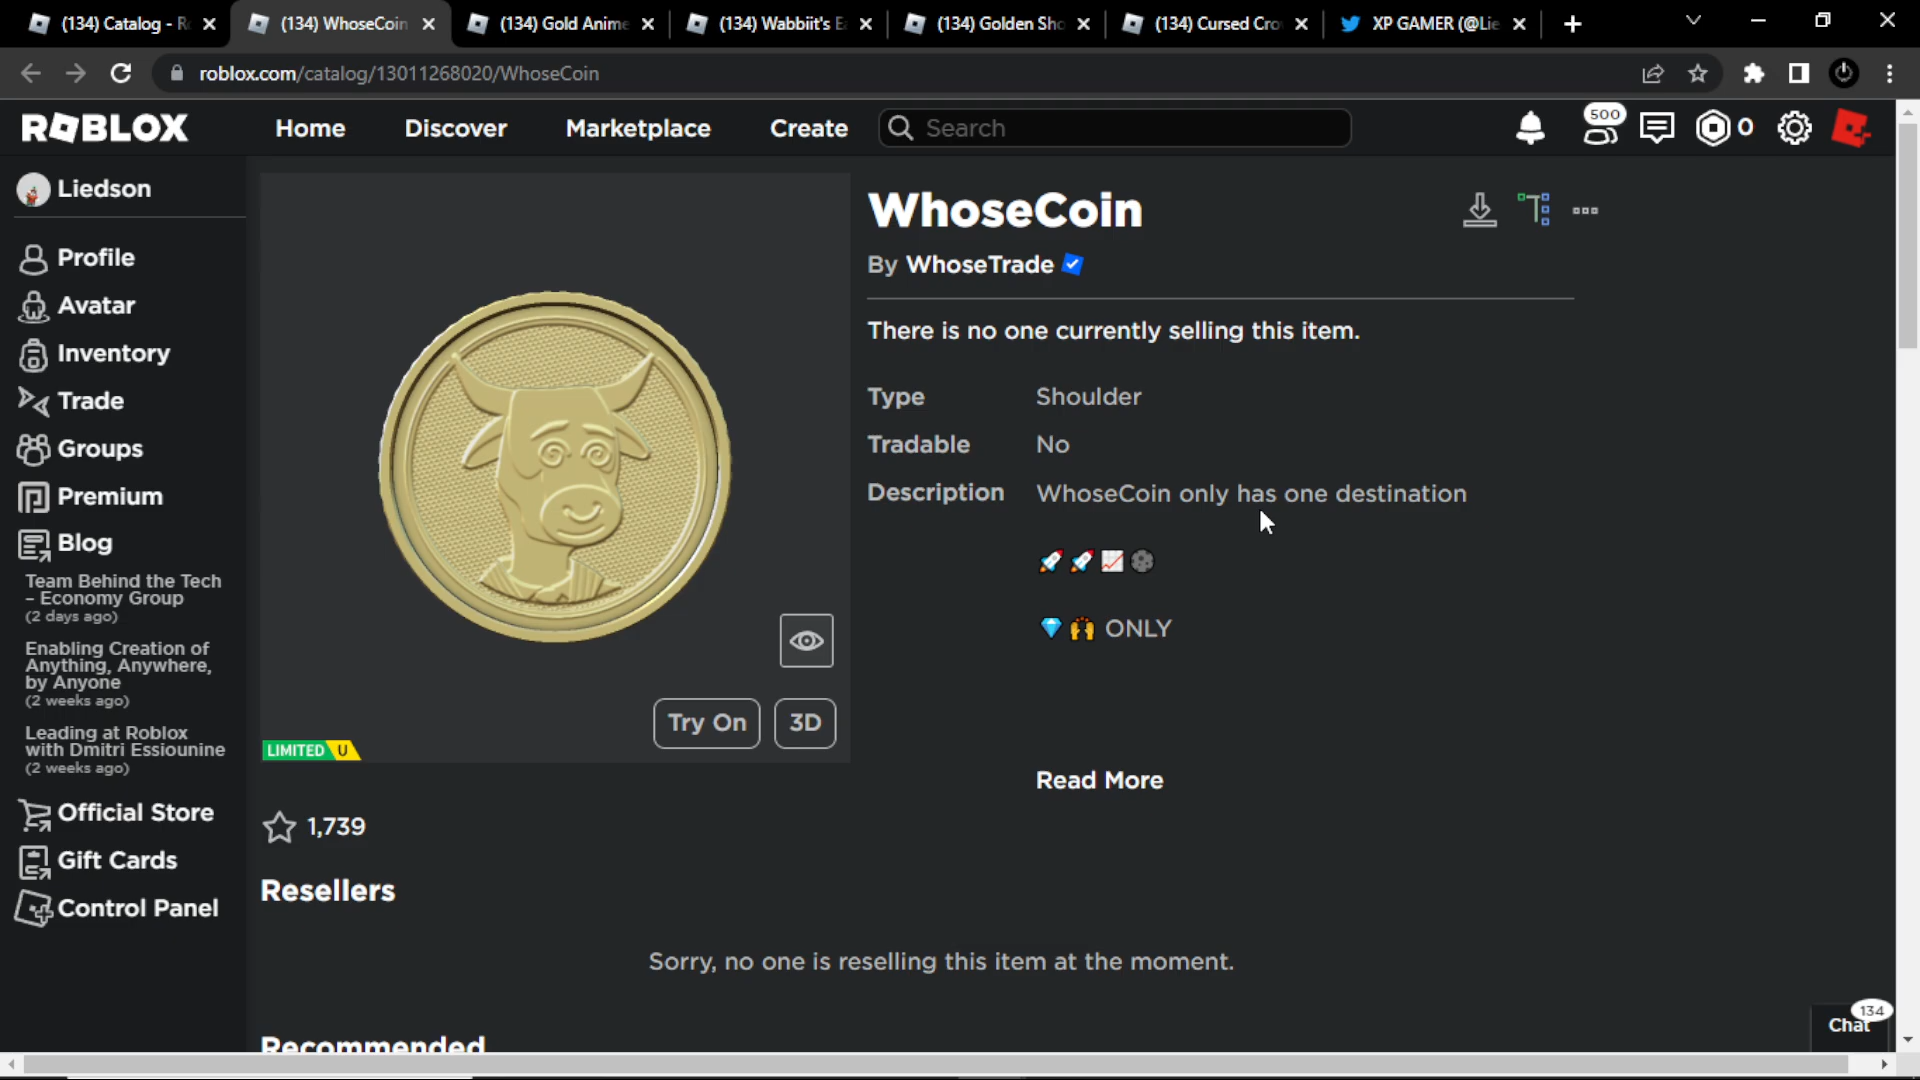 (134) Catalog - R
(134) WhoseCoin
(134) Gold Anime
(134) Wabbiit's E
(134) Golden Sho
(134) Cursed Cro
XP GAMER (@Lie
roblox.com/catalog/13011268020/WhoseCoin
ROBLOX
Home
Discover
Marketplace
Create
Search
500
0
Liedson
Profile
Avatar
Inventory
Trade
Groups
Premium
Blog
Team Behind the Tech
– Economy Group
(2 days ago)
Enabling Creation of
Anything, Anywhere,
by Anyone
(2 weeks ago)
Leading at Roblox
with Dmitri Essiounine
(2 weeks ago)
Official Store
Gift Cards
Control Panel
Try On
3D
LIMITED U
1,739
WhoseCoin
By WhoseTrade
There is no one currently selling this item.
Type Shoulder
Tradable No
Description WhoseCoin only has one destination
🚀🚀📈🌑
💎🙌 ONLY
Read More
Resellers
Sorry, no one is reselling this item at the moment.
Recommended
134
Chat